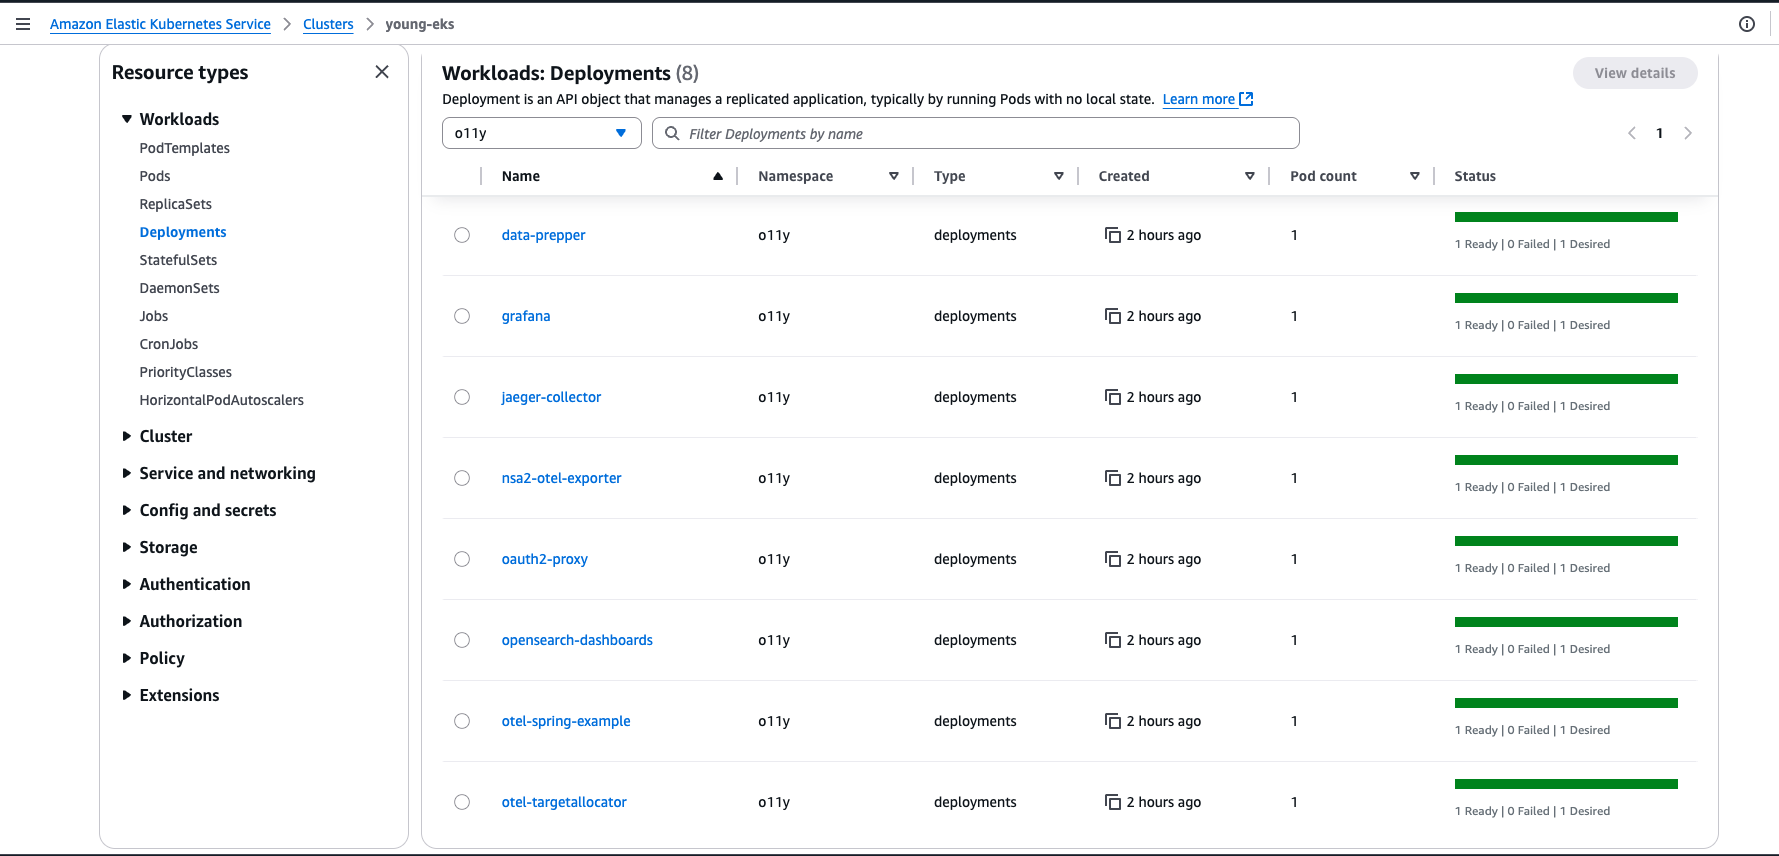 Amazon Elastic Kubernetes Service > Clusters > young-eks
Resource types
Workloads
PodTemplates
Pods
ReplicaSets
Deployments
StatefulSets
DaemonSets
Jobs
CronJobs
PriorityClasses
HorizontalPodAutoscalers
Cluster
Service and networking
Config and secrets
Storage
Authentication
Authorization
Policy
Extensions
Workloads: Deployments (8)
View details
Deployment is an API object that manages a replicated application, typically by running Pods with no local state. Learn more
o11y
Filter Deployments by name
1
Name Namespace Type Created Pod count Status
data-prepper o11y deployments 2 hours ago 1
1 Ready | 0 Failed | 1 Desired
grafana o11y deployments 2 hours ago 1
1 Ready | 0 Failed | 1 Desired
jaeger-collector o11y deployments 2 hours ago 1
1 Ready | 0 Failed | 1 Desired
nsa2-otel-exporter o11y deployments 2 hours ago 1
1 Ready | 0 Failed | 1 Desired
oauth2-proxy o11y deployments 2 hours ago 1
1 Ready | 0 Failed | 1 Desired
opensearch-dashboards o11y deployments 2 hours ago 1
1 Ready | 0 Failed | 1 Desired
otel-spring-example o11y deployments 2 hours ago 1
1 Ready | 0 Failed | 1 Desired
otel-targetallocator o11y deployments 2 hours ago 1
1 Ready | 0 Failed | 1 Desired